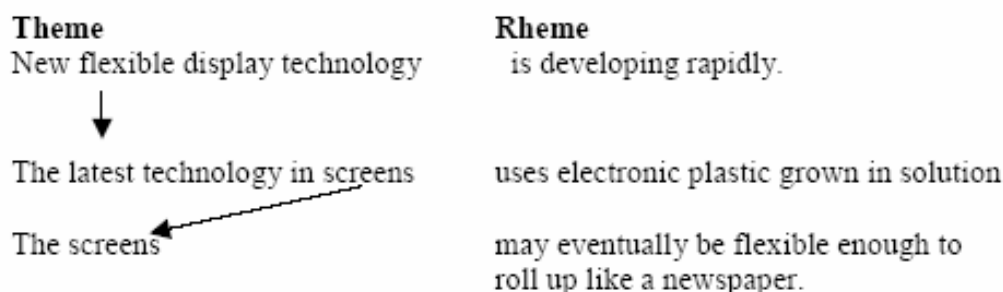 Theme Rheme
New flexible display technology is developing rapidly.
The latest technology in screens uses electronic plastic grown in solution
The screens may eventually be flexible enough to
roll up like a newspaper.